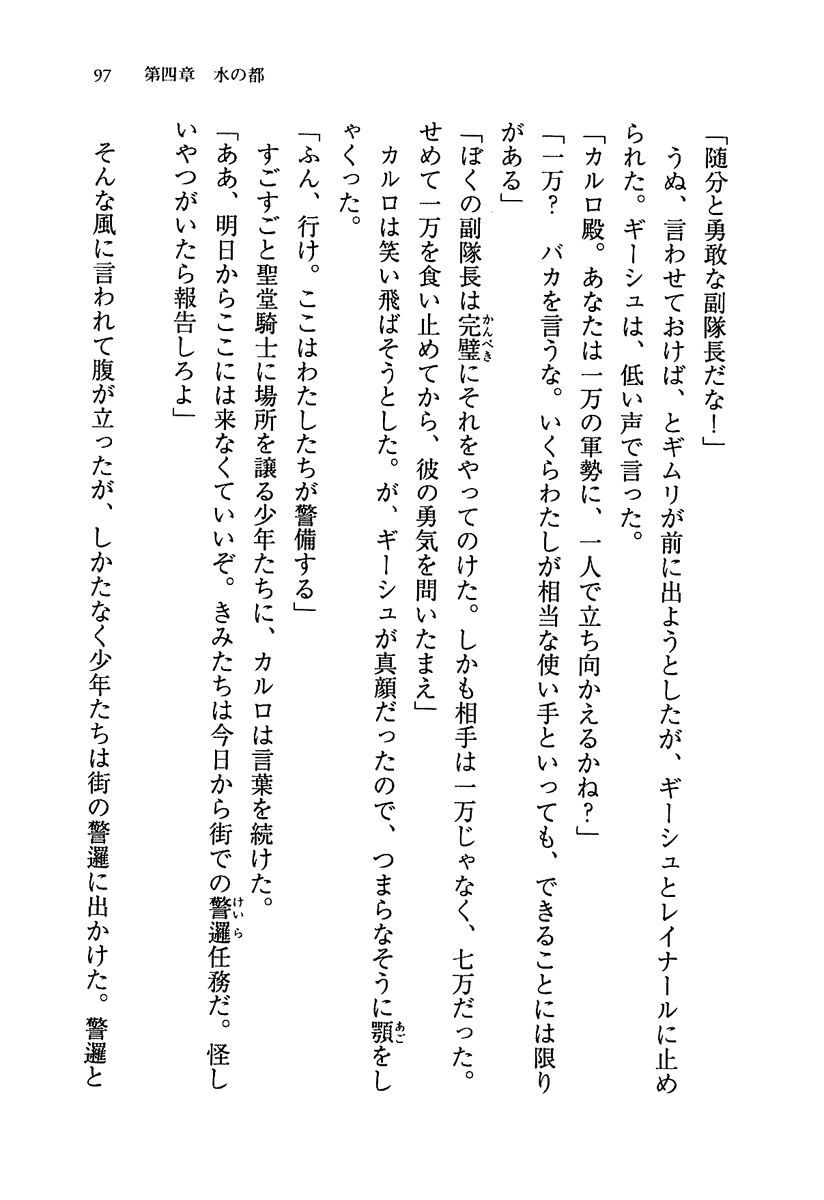 97　第四章　水の都
「随分と勇敢な副隊長だな！」
　うぬ、言わせておけば、とギムリが前に出ようとしたが、ギーシュとレイナールに止め
られた。ギーシュは、低い声で言った。
「カルロ殿。あなたは一万の軍勢に、一人で立ち向かえるかね？」
「一万？　バカを言うな。いくらわたしが相当な使い手といっても、できることには限り
がある」
「ぼくの副隊長は完璧にそれをやってのけた。しかも相手は一万じゃなく、七万だった。
せめて一万を食い止めてから、彼の勇気を問いたまえ」
　カルロは笑い飛ばそうとした。が、ギーシュが真顔だったので、つまらなそうに顎をし
ゃくった。
「ふん、行け。ここはわたしたちが警備する」
　すごすごと聖堂騎士に場所を譲る少年たちに、カルロは言葉を続けた。
「ああ、明日からここには来なくていいぞ。きみたちは今日から街での警邏任務だ。怪し
いやつがいたら報告しろよ」
　そんな風に言われて腹が立ったが、しかたなく少年たちは街の警邏に出かけた。警邏と